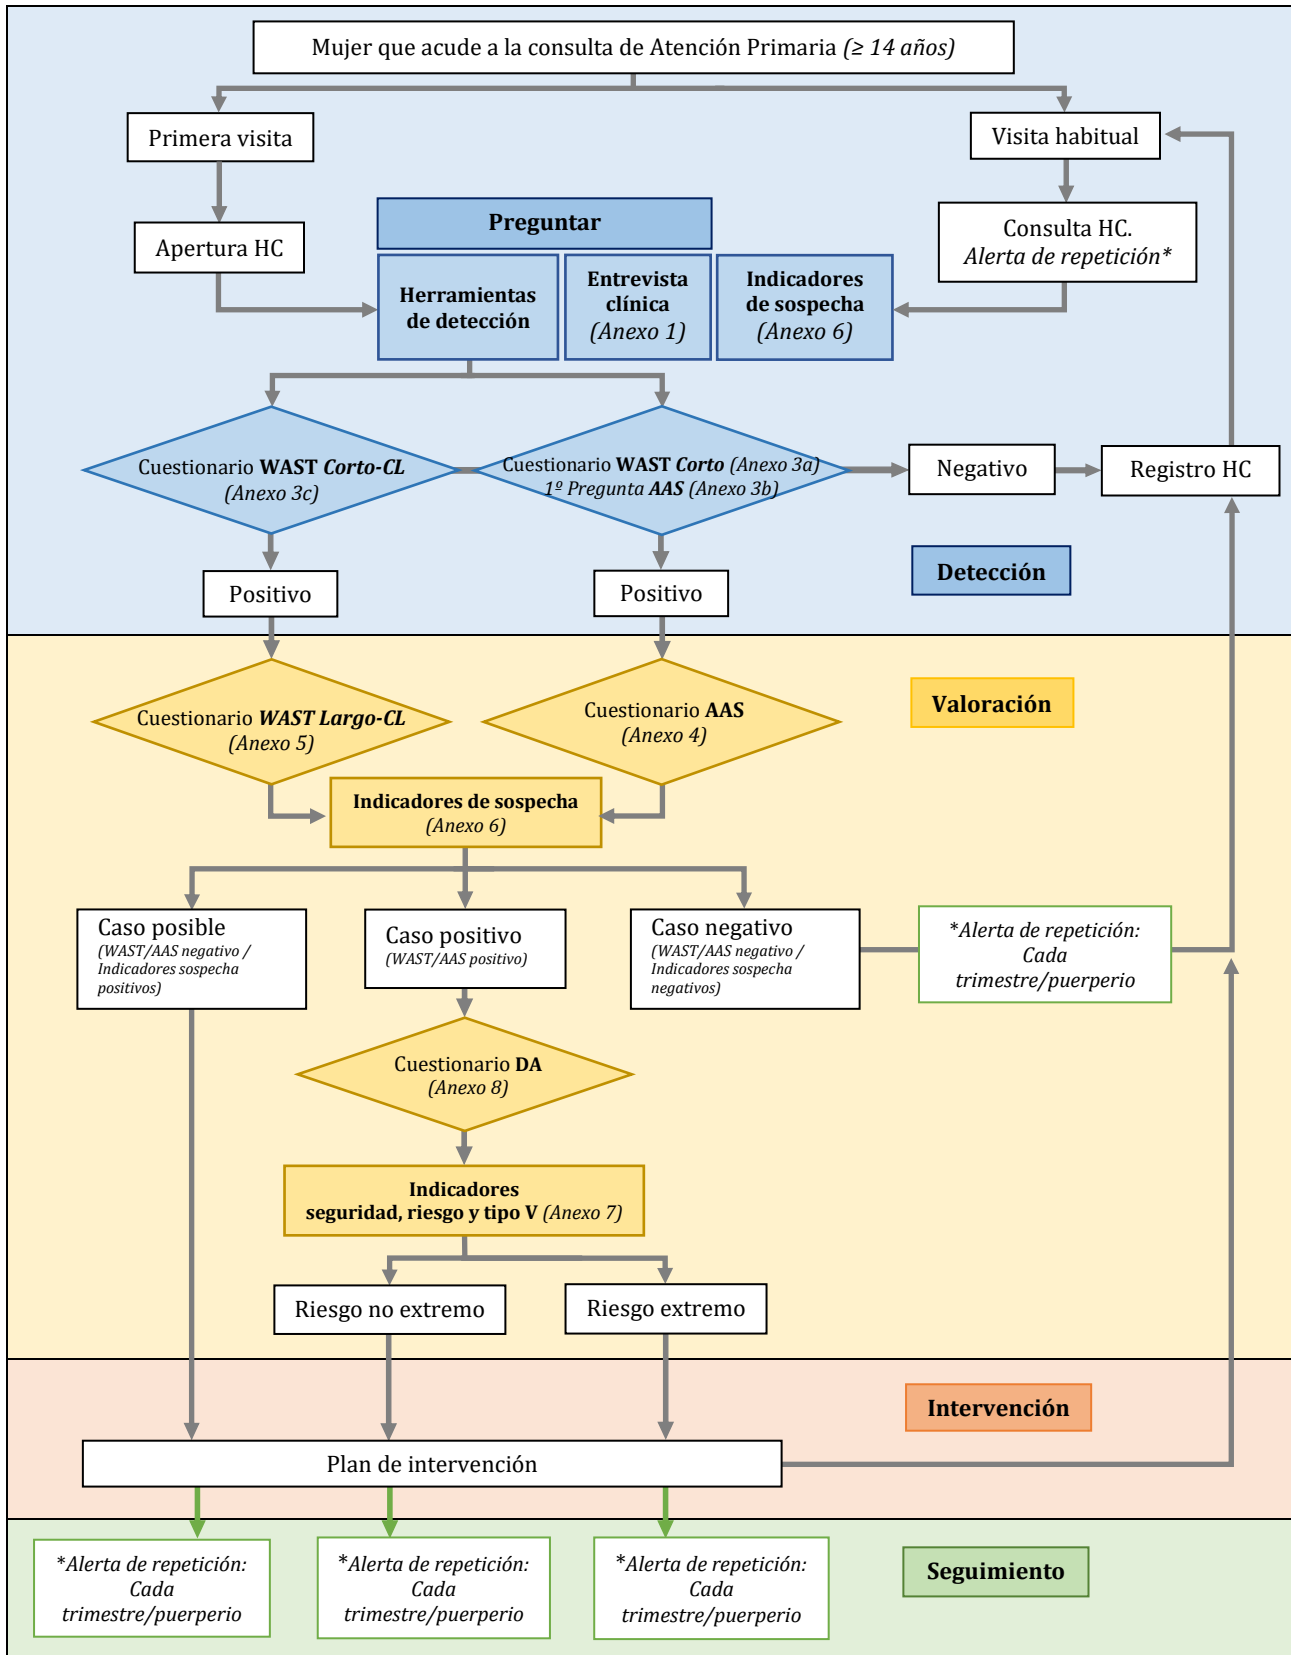 Mujer que acude a la consulta de Atención Primaria (≥ 14 años)
Primera visita
Visita habitual
Apertura HC
Preguntar
Consulta HC.
Alerta de repetición*
Herramientas
de detección
Entrevista
clínica
(Anexo 1)
Indicadores
de sospecha
(Anexo 6)
Cuestionario WAST Corto-CL
(Anexo 3c)
Cuestionario WAST Corto (Anexo 3a)
1º Pregunta AAS (Anexo 3b)
Negativo
Registro HC
Detección
Positivo
Positivo
Valoración
Cuestionario WAST Largo-CL
(Anexo 5)
Cuestionario AAS
(Anexo 4)
Indicadores de sospecha
(Anexo 6)
Caso posible
(WAST/AAS negativo /
Indicadores sospecha
positivos)
Caso positivo
(WAST/AAS positivo)
Caso negativo
(WAST/AAS negativo /
Indicadores sospecha
negativos)
*Alerta de repetición:
Cada
trimestre/puerperio
Cuestionario DA
(Anexo 8)
Indicadores
seguridad, riesgo y tipo V (Anexo 7)
Riesgo no extremo
Riesgo extremo
Intervención
Plan de intervención
Seguimiento
*Alerta de repetición:
Cada
trimestre/puerperio
*Alerta de repetición:
Cada
trimestre/puerperio
*Alerta de repetición:
Cada
trimestre/puerperio